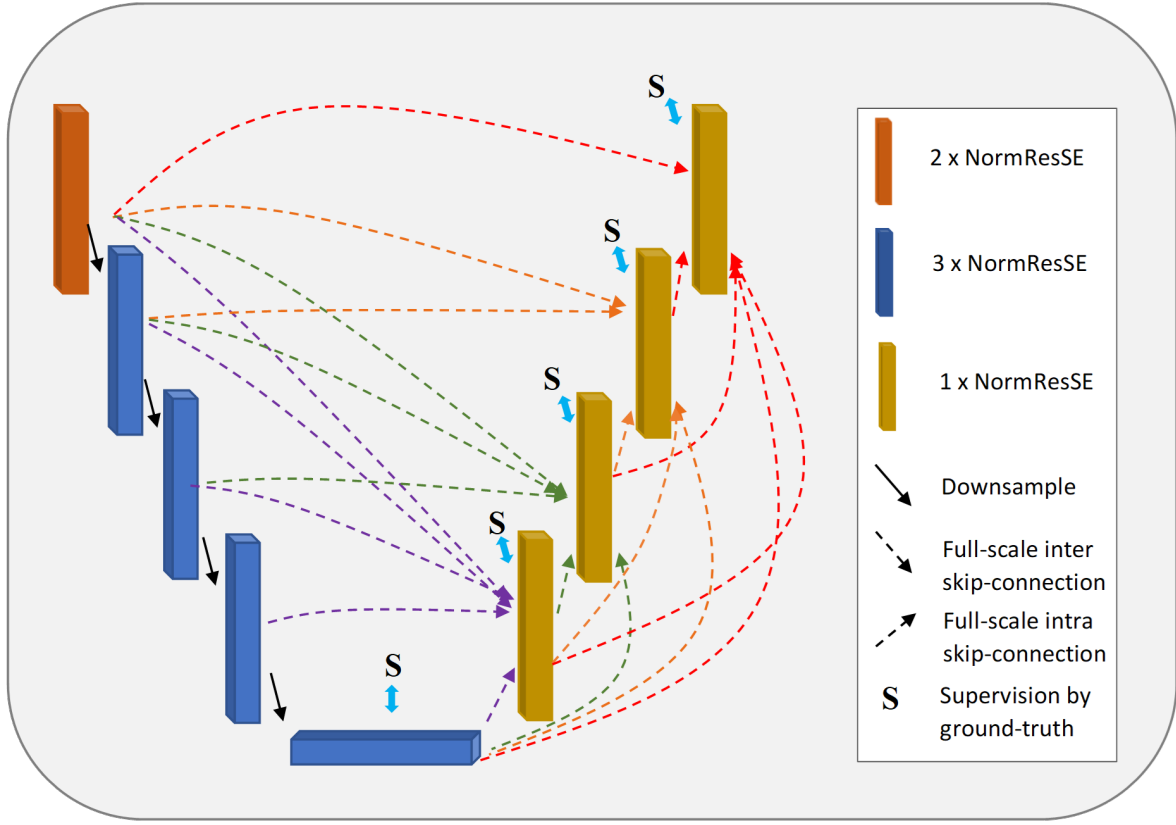 S
S
S
S
S
2 x NormResSE
3 x NormResSE
1 x NormResSE
Downsample
Full-scale inter
skip-connection
Full-scale intra
skip-connection
S
Supervision by
ground-truth